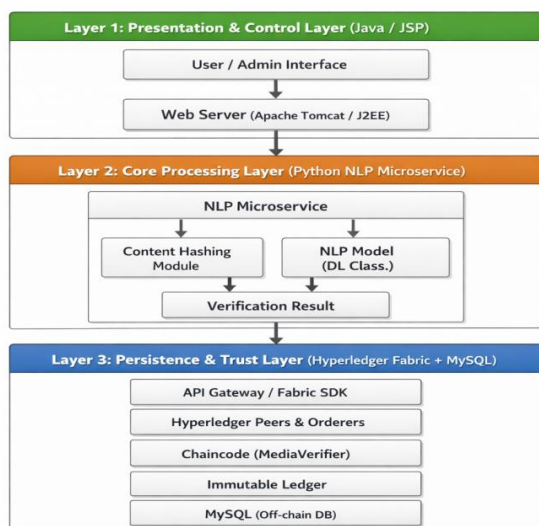 Layer 1: Presentation & Control Layer (Java / JSP)
User / Admin Interface
Web Server (Apache Tomcat / J2EE)
Layer 2: Core Processing Layer (Python NLP Microservice)
NLP Microservice
Content Hashing
Module
NLP Model
(DL Class.)
Verification Result
Layer 3: Persistence & Trust Layer (Hyperledger Fabric + MySQL)
API Gateway / Fabric SDK
Hyperledger Peers & Orderers
Chaincode (MediaVerifier)
Immutable Ledger
MySQL (Off-chain DB)